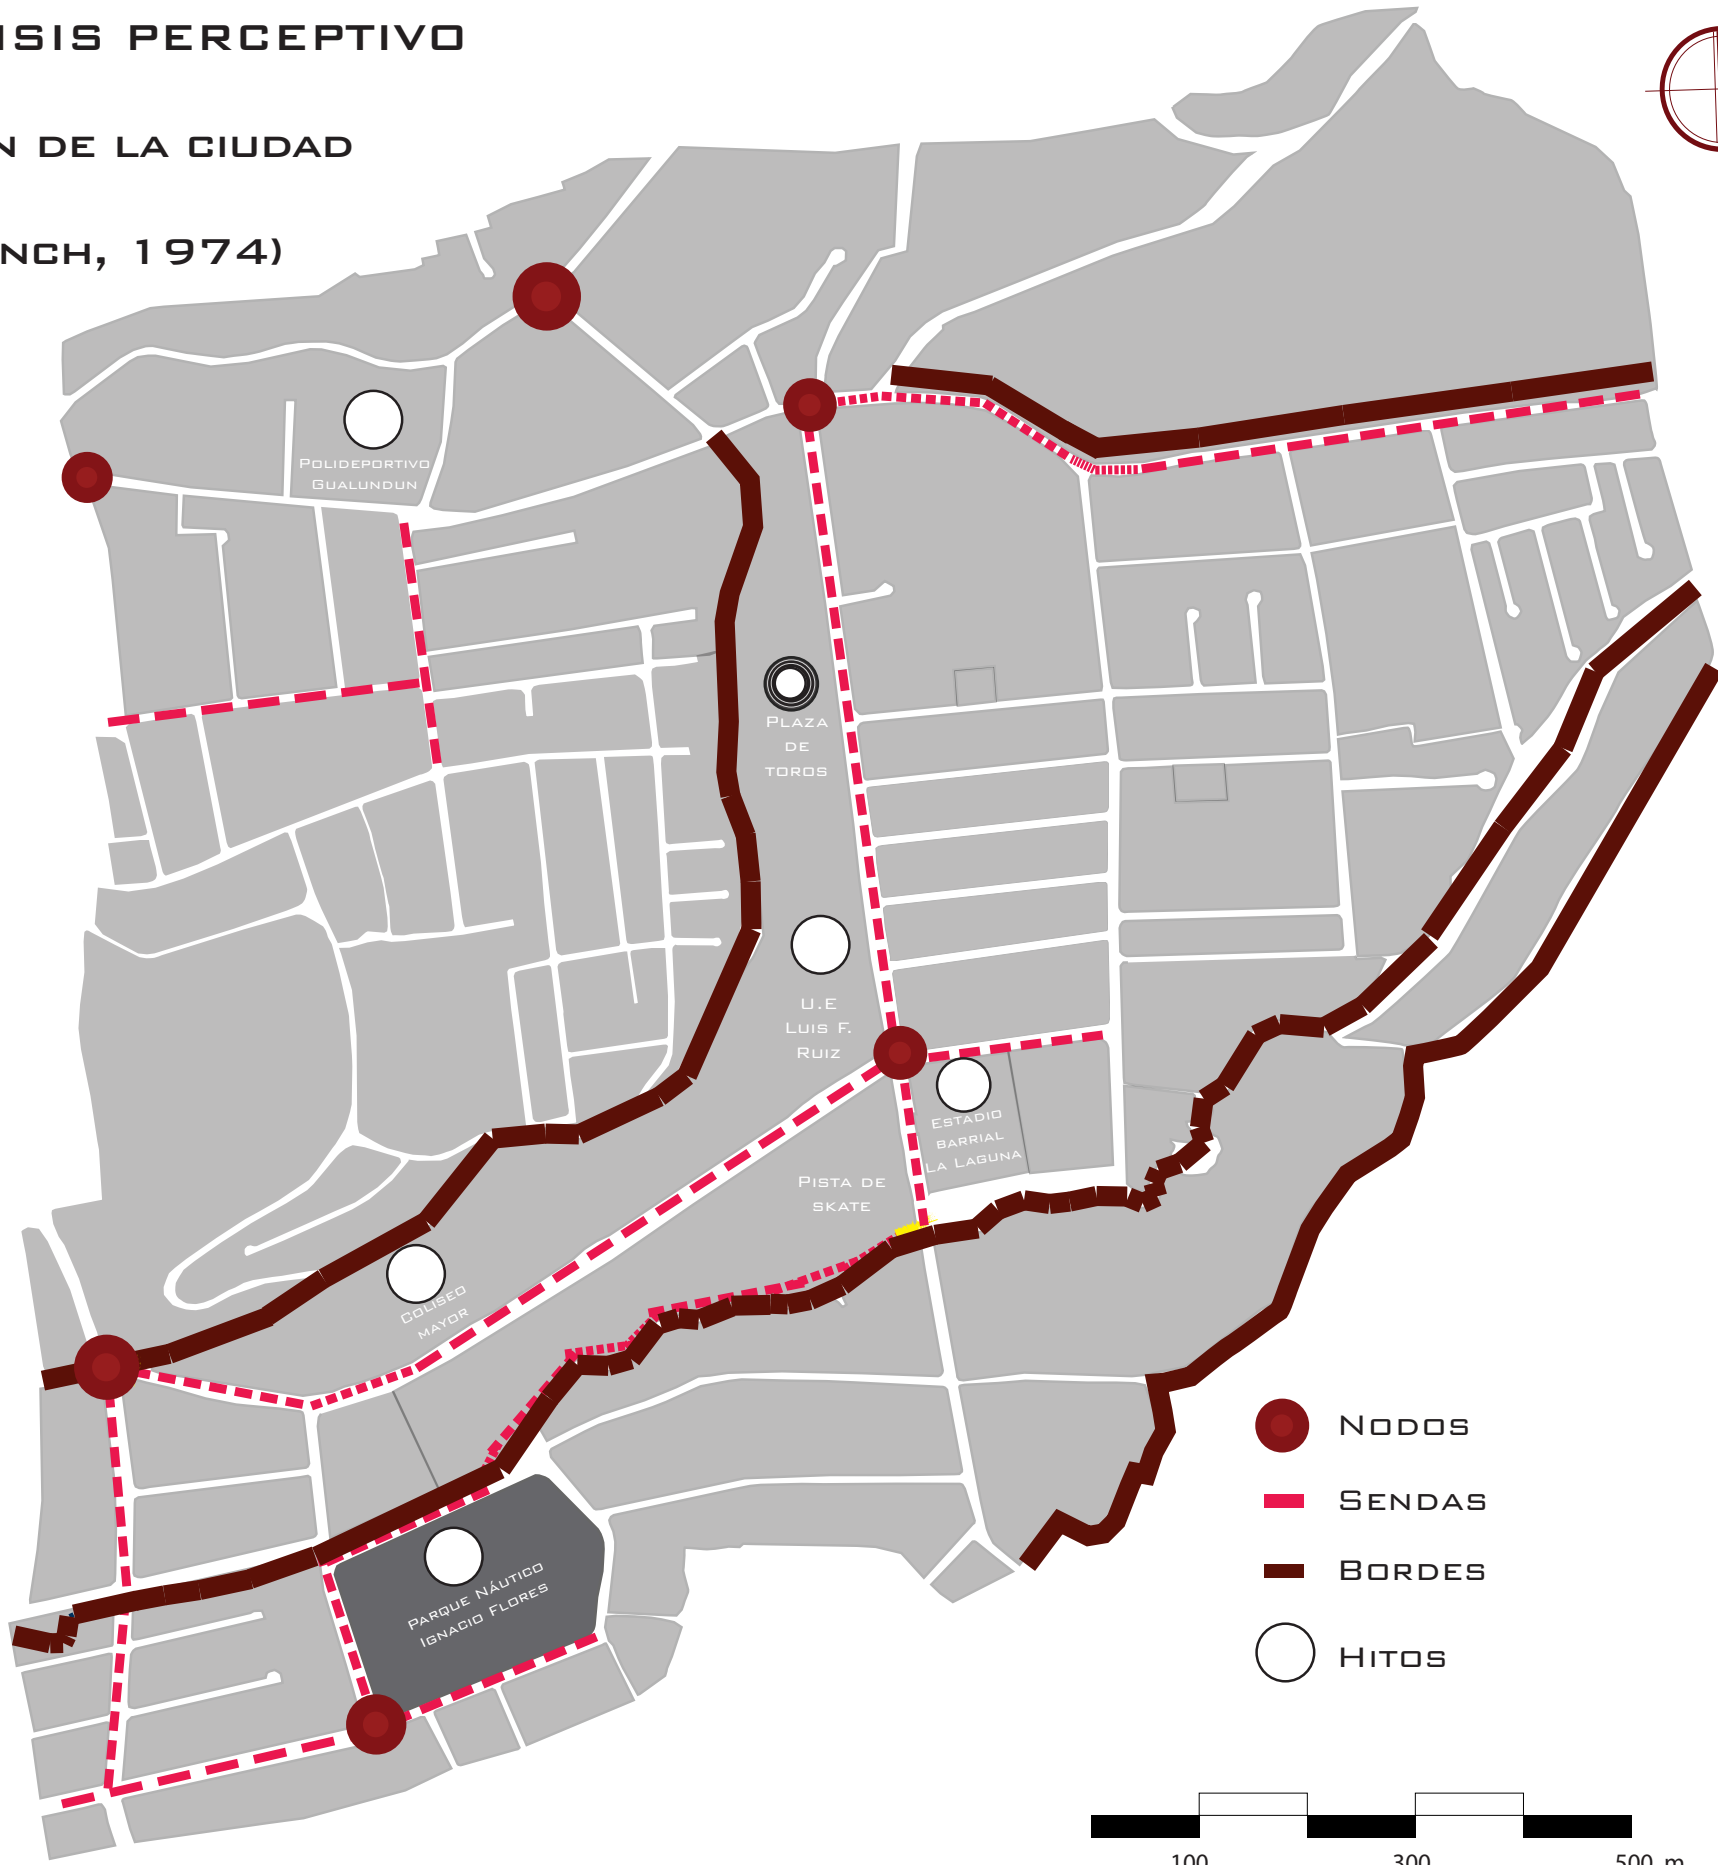 ISIS PERCEPTIVO
N DE LA CIUDAD
NCH, 1974)
Polideportivo
Gualundun
Plaza
de
toros
U.E
Luis F.
Ruiz
Estadio
barrial
La Laguna
Pista de
skate
Coliseo
mayor
Parque Náutico
Ignacio Flores
Nodos
Sendas
Bordes
Hitos
100 300 500 m